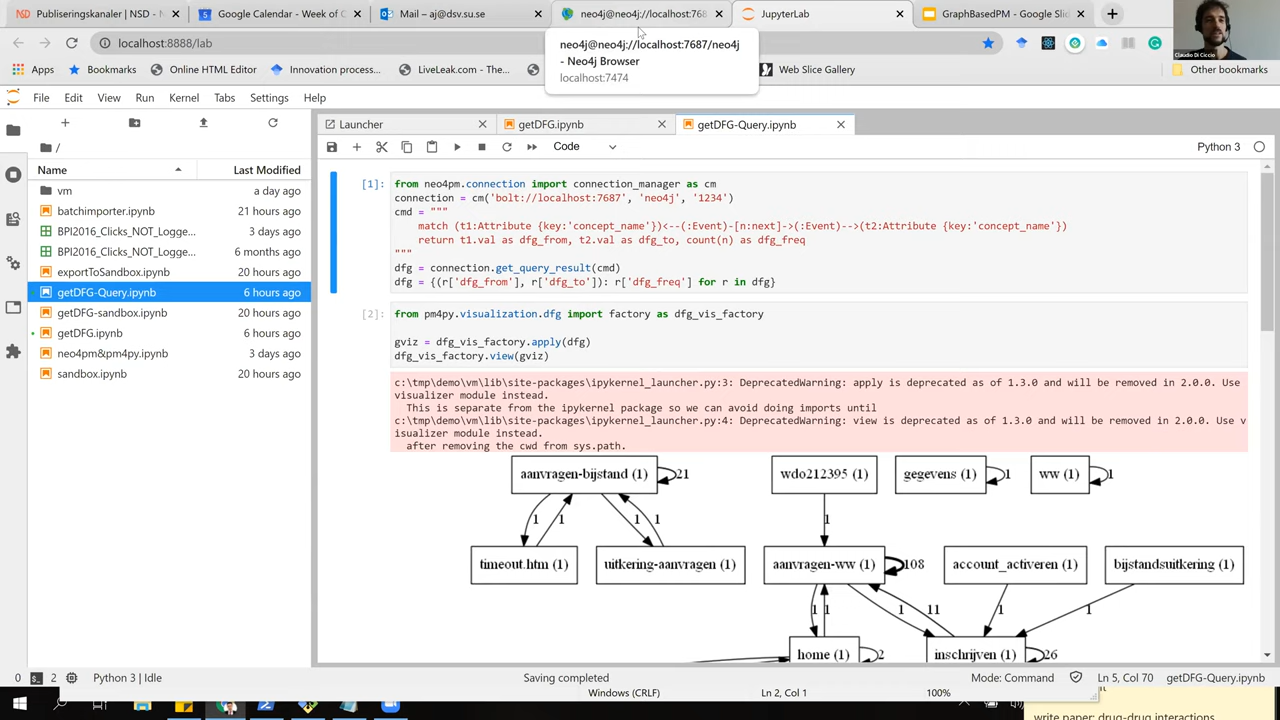 Publiseringskanaler | NSD - N
Google Calendar - Week of O
Mail – aj@dsv.su.se
neo4j@neo4j://localhost:7687
JupyterLab
GraphBasedPM - Google Slid
localhost:8888/lab
neo4j@neo4j://localhost:7687/neo4j
- Neo4j Browser
localhost:7474
Claudio Di Ciccio
Apps
Bookmarks
Online HTML Editor
LiveLeak.com - Th
Web Slice Gallery
Other bookmarks
File Edit View Run Kernel Tabs Settings Help
Launcher
getDFG.ipynb
getDFG-Query.ipynb
Code
Python 3
/
Name Last Modified
vm a day ago
batchimporter.ipynb 21 hours ago
BPI2016_Clicks_NOT_Logge... 3 days ago
BPI2016_Clicks_NOT_Logge... 6 months ago
exportToSandbox.ipynb 20 hours ago
getDFG-Query.ipynb 6 hours ago
getDFG-sandbox.ipynb 20 hours ago
getDFG.ipynb 6 hours ago
neo4pm&pm4py.ipynb 3 days ago
sandbox.ipynb 20 hours ago
[1]: from neo4pm.connection import connection_manager as cm
connection = cm('bolt://localhost:7687', 'neo4j', '1234')
cmd = """
match (t1:Attribute {key:'concept_name'})<--(:Event)-[n:next]->(:Event)-->(t2:Attribute {key:'concept_name'})
return t1.val as dfg_from, t2.val as dfg_to, count(n) as dfg_freq
"""
dfg = connection.get_query_result(cmd)
dfg = {(r['dfg_from'], r['dfg_to']): r['dfg_freq'] for r in dfg}
[2]: from pm4py.visualization.dfg import factory as dfg_vis_factory
gviz = dfg_vis_factory.apply(dfg)
dfg_vis_factory.view(gviz)
c:\tmp\demo\vm\lib\site-packages\ipykernel_launcher.py:3: DeprecatedWarning: apply is deprecated as of 1.3.0 and will be removed in 2.0.0. Use
visualizer module instead.
This is separate from the ipykernel package so we can avoid doing imports until
c:\tmp\demo\vm\lib\site-packages\ipykernel_launcher.py:4: DeprecatedWarning: view is deprecated as of 1.3.0 and will be removed in 2.0.0. Use v
isualizer module instead.
after removing the cwd from sys.path.
aanvragen-bijstand (1) 21 wdo212395 (1) gegevens (1) 1 ww (1) 1
1 1 1 1 1
timeout.htm (1) uitkering-aanvragen (1) aanvragen-ww (1) 108 account_activeren (1) bijstandsuitkering (1)
1 1 1 11 1 1
home (1) 2 inschrijven (1) 26
0 2 Python 3 | Idle Saving completed Mode: Command Ln 5, Col 70 getDFG-Query.ipynb
Windows (CRLF) Ln 2, Col 1 100%
write paper: drug-drug interactions